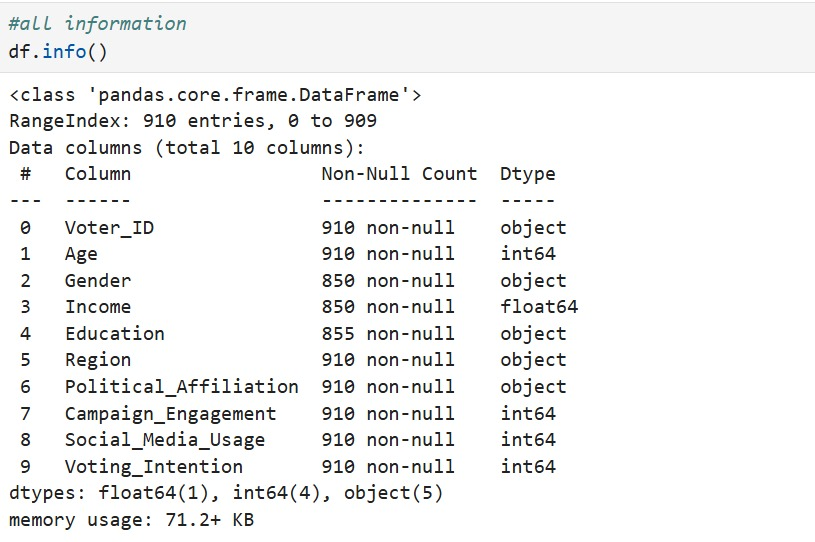 #all information
df.info()
<class 'pandas.core.frame.DataFrame'>
RangeIndex: 910 entries, 0 to 909
Data columns (total 10 columns):
 #   Column                 Non-Null Count  Dtype
---  ------                 --------------  -----
 0   Voter_ID               910 non-null    object
 1   Age                    910 non-null    int64
 2   Gender                 850 non-null    object
 3   Income                 850 non-null    float64
 4   Education              855 non-null    object
 5   Region                 910 non-null    object
 6   Political_Affiliation  910 non-null    object
 7   Campaign_Engagement    910 non-null    int64
 8   Social_Media_Usage     910 non-null    int64
 9   Voting_Intention       910 non-null    int64
dtypes: float64(1), int64(4), object(5)
memory usage: 71.2+ KB